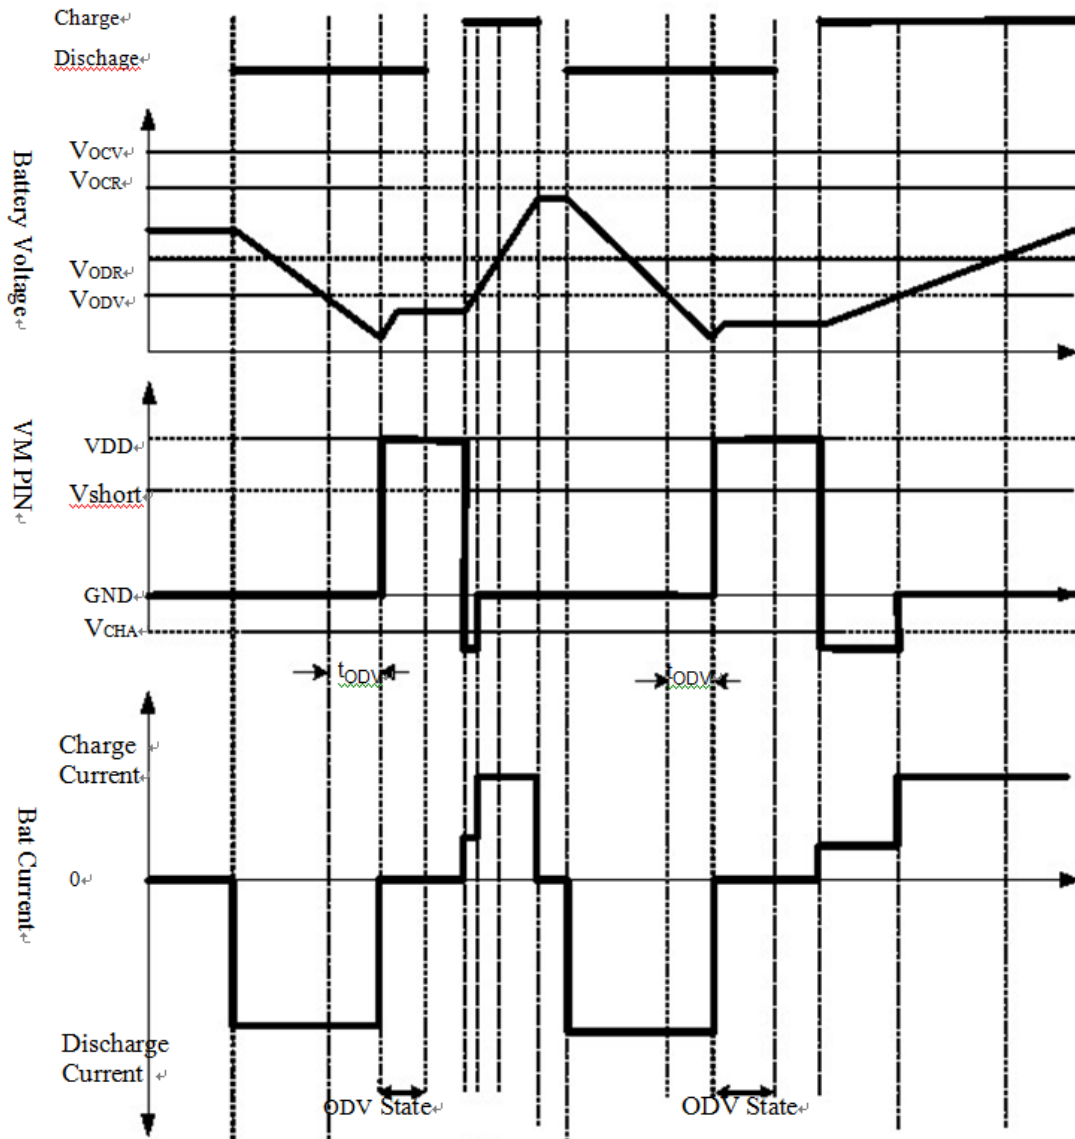 Charge
Dischage
Battery Voltage
VOCV
VOCR
VODR
VODV
VM PIN
VDD
Vshort
GND
VCHA
tODV
tODV
Bat Current
Charge
Current
0
Discharge
Current
ODV State
ODV State